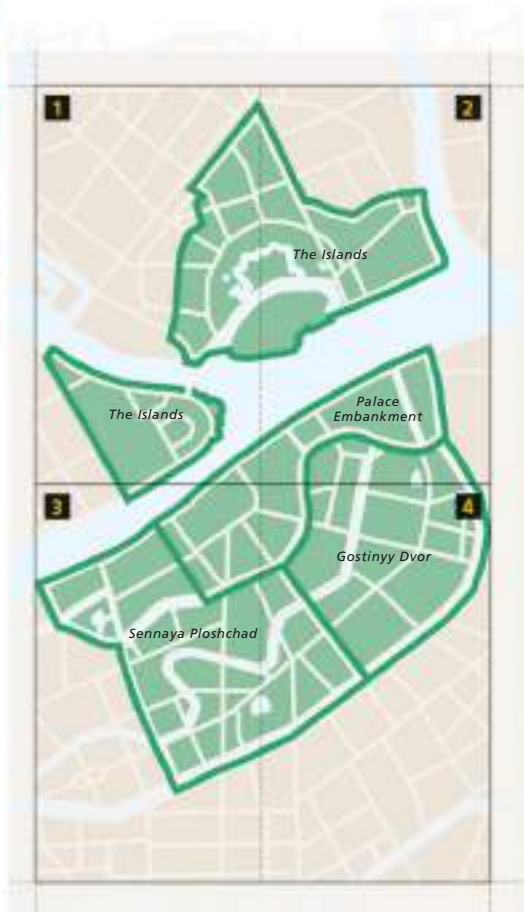 1
2
The Islands
The Islands
Palace
Embankment
3
4
Gostinyy Dvor
Sennaya Ploshchad